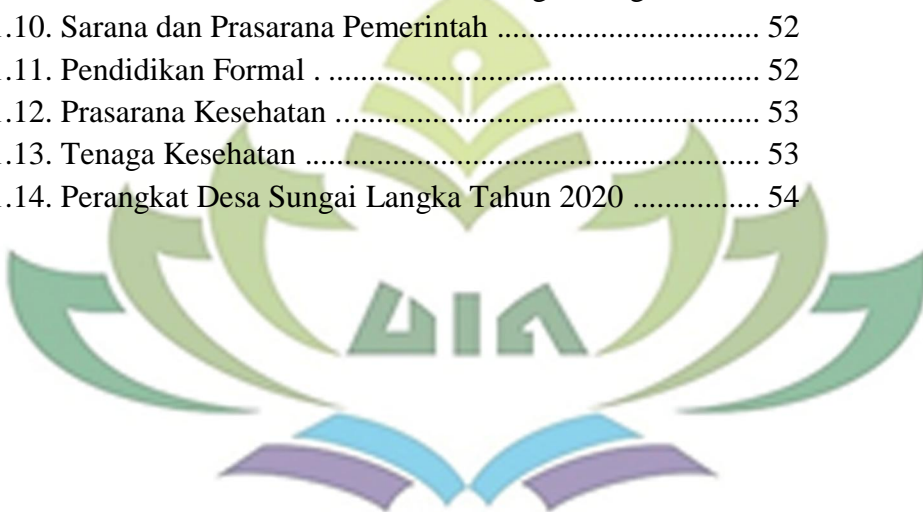 .10. Sarana dan Prasarana Pemerintah ................................. 52
.11. Pendidikan Formal . ...................................................... 52
.12. Prasarana Kesehatan ..................................................... 53
.13. Tenaga Kesehatan ......................................................... 53
.14. Perangkat Desa Sungai Langka Tahun 2020 ................ 54
UIN